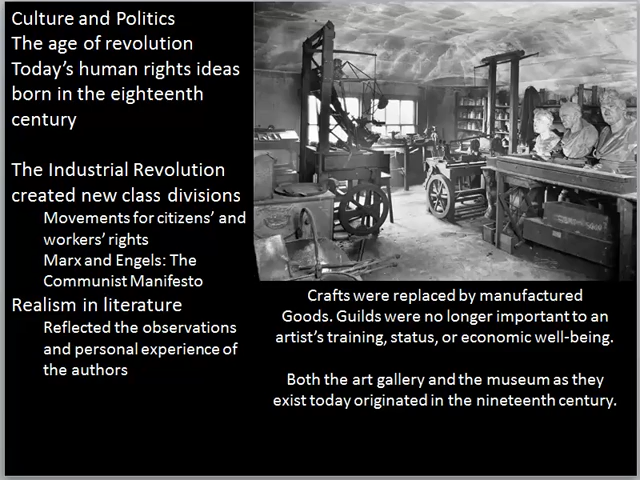 Culture and Politics
The age of revolution
Today's human rights ideas
born in the eighteenth
century
The Industrial Revolution
created new class divisions
Movements for citizens' and
workers' rights
Marx and Engels: The
Communist Manifesto
Realism in literature
Reflected the observations
and personal experience of
the authors
Crafts were replaced by manufactured
Goods. Guilds were no longer important to an
artist's training, status, or economic well-being.
Both the art gallery and the museum as they
exist today originated in the nineteenth century.